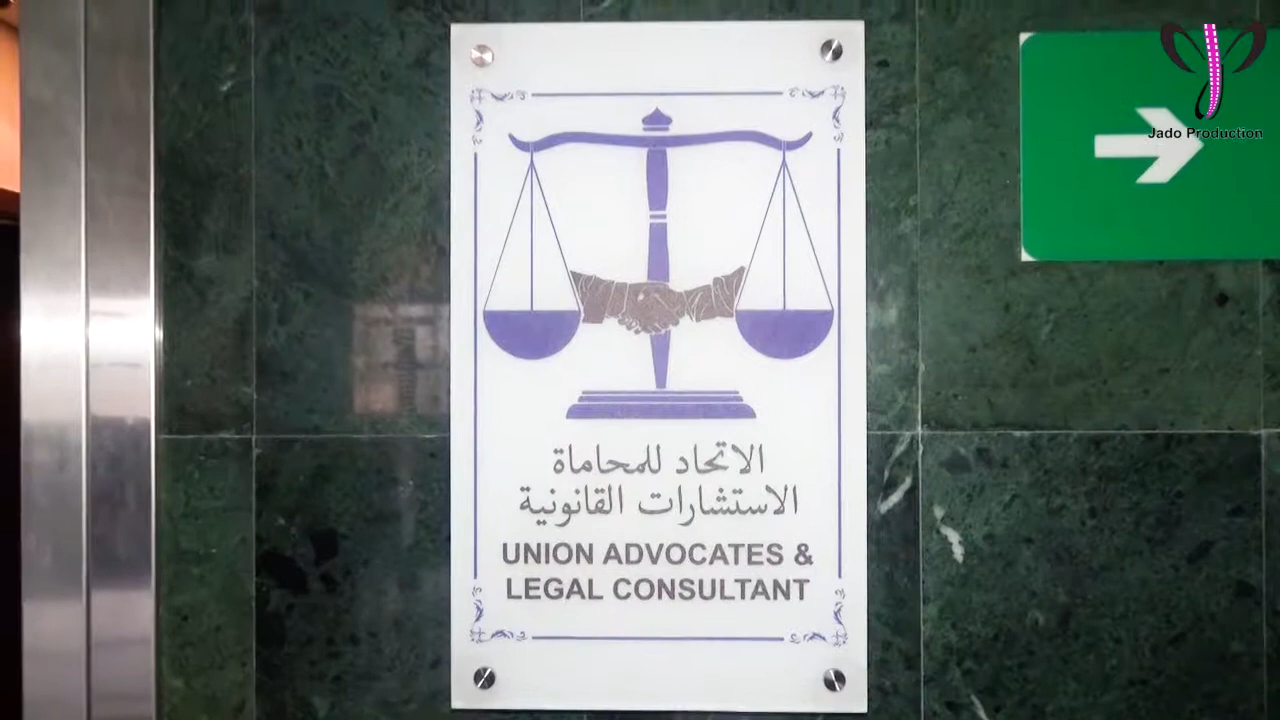 الاتحاد للمحاماة
الاستشارات القانونية
UNION ADVOCATES &
LEGAL CONSULTANT
Jado Production